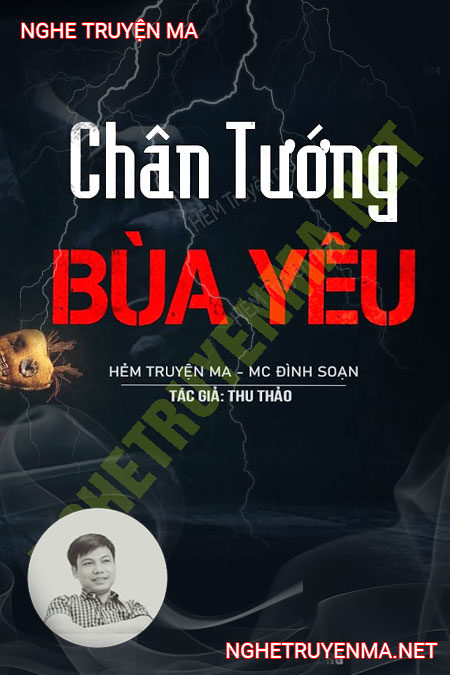 NGHE TRUYỆN MA
Chân Tướng
BÙA YÊU
HẺM TRUYỆN MA - MC ĐÌNH SOẠN
TÁC GIẢ: THU THẢO
NGHETRUYENMA.NET
NGHETRUYENMA.NET